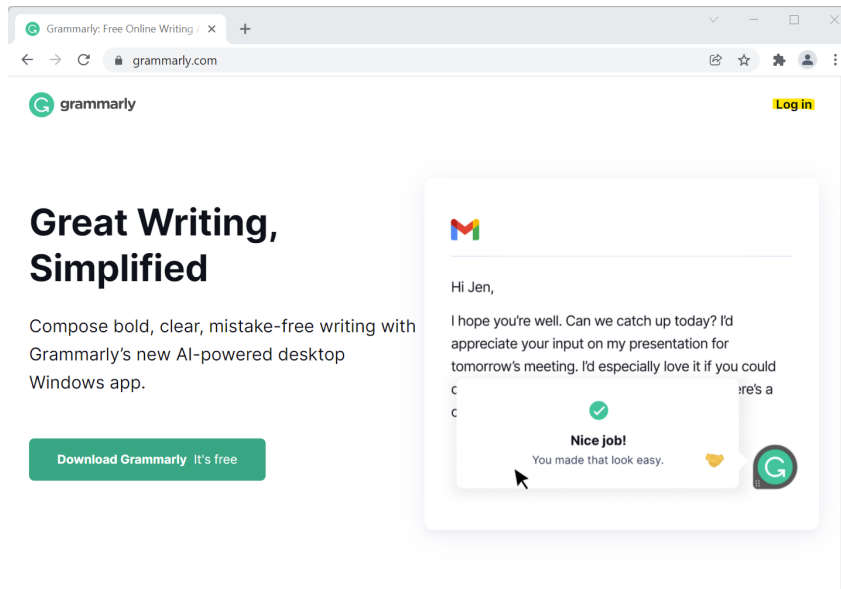 Grammarly: Free Online Writing
grammarly.com
grammarly
Log in
Great Writing,
Simplified
Compose bold, clear, mistake-free writing with
Grammarly's new AI-powered desktop
Windows app.
Download Grammarly It's free
Hi Jen,
I hope you're well. Can we catch up today? I'd
appreciate your input on my presentation for
tomorrow's meeting. I'd especially love it if you could
a
Nice job!
You made that look easy.